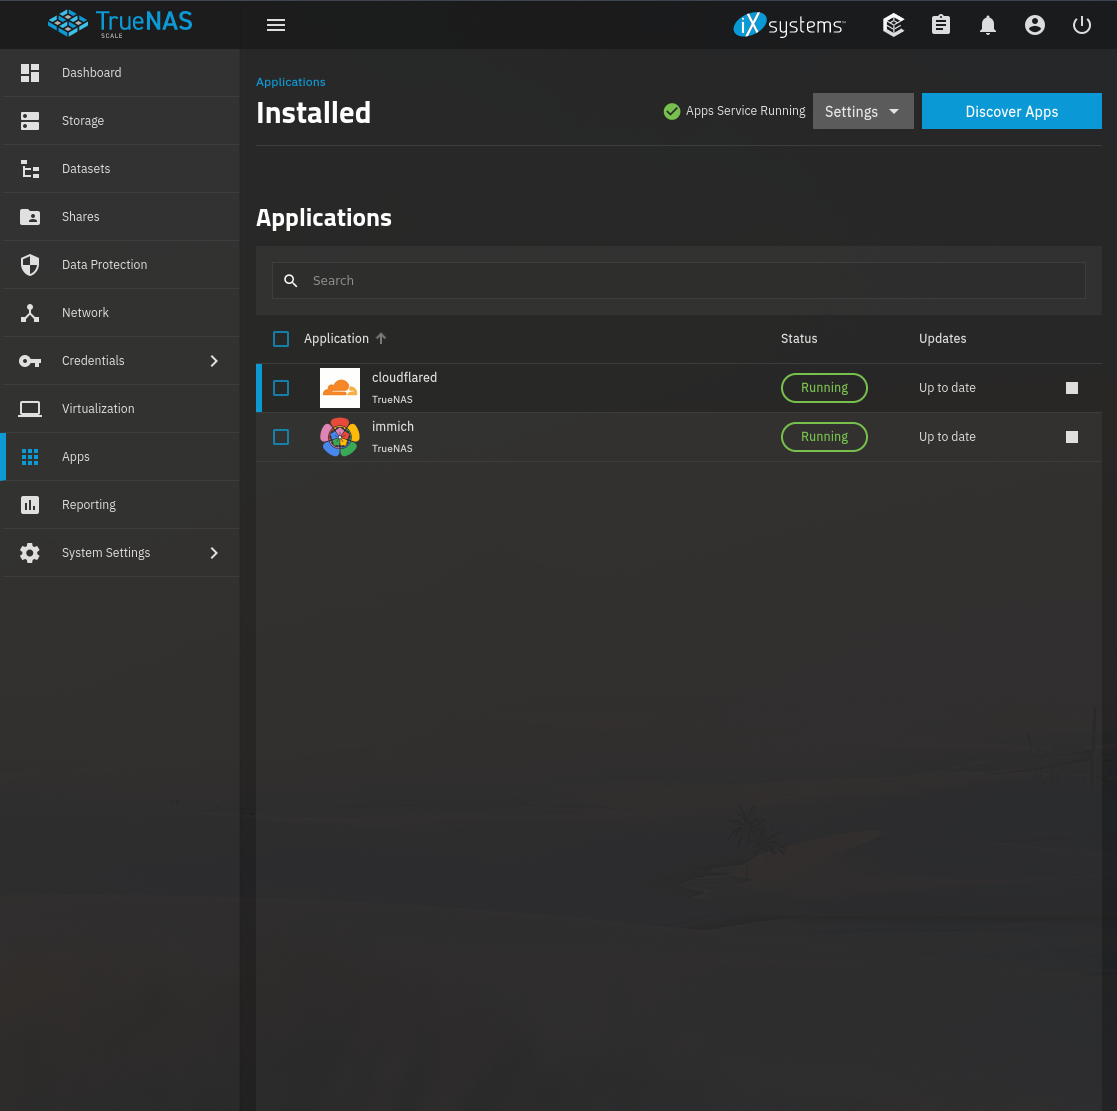 TrueNAS
SCALE
iXsystems™
Dashboard
Storage
Datasets
Shares
Data Protection
Network
Credentials
Virtualization
Apps
Reporting
System Settings
Applications
Installed
Apps Service Running
Settings
Discover Apps
Applications
Search
Application Status Updates
cloudflared
TrueNAS
Running
Up to date
immich
TrueNAS
Running
Up to date